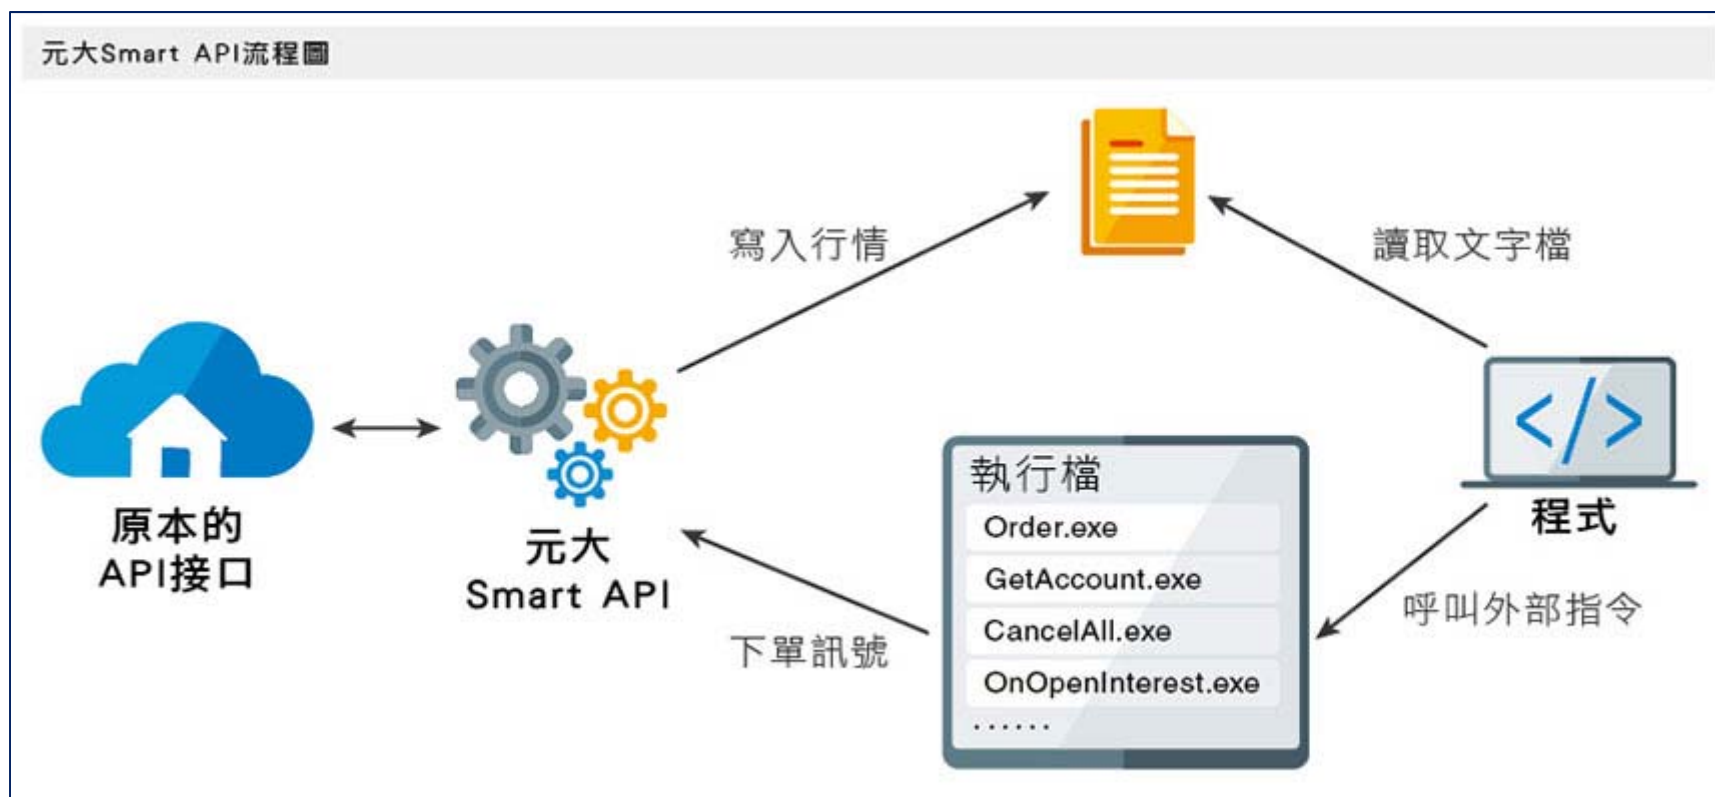 元大Smart API流程圖
寫入行情
讀取文字檔
原本的
API接口
元大
Smart API
下單訊號
執行檔
Order.exe
GetAccount.exe
CancelAll.exe
OnOpenInterest.exe
......
程式
呼叫外部指令